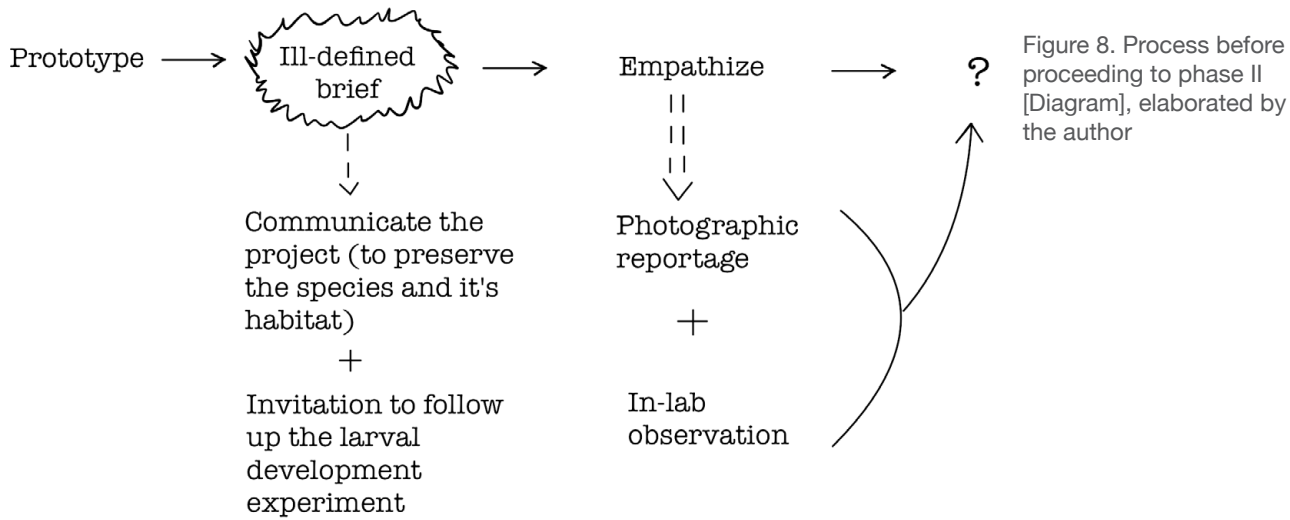 Prototype
Ill-defined
brief
Empathize
?
Figure 8. Process before
proceeding to phase II
[Diagram], elaborated by
the author
Communicate the
project (to preserve
the species and it's
habitat)
+
Invitation to follow
up the larval
development
experiment
Photographic
reportage
+
In-lab
observation